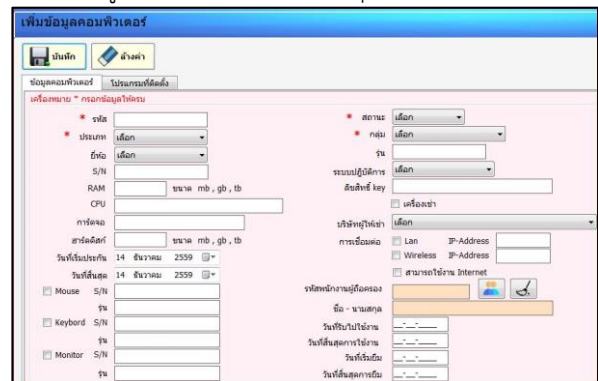 เพิ่มข้อมูลคอมพิวเตอร์
บันทึก ล้างค่า
ข้อมูลคอมพิวเตอร์ โปรแกรมที่ติดตั้ง
เครื่องหมาย * กรอกข้อมูลให้ครบ
* รหัส * สถานะ เลือก
* ประเภท เลือก * กลุ่ม เลือก
ยี่ห้อ เลือก รุ่น
S/N ระบบปฏิบัติการ เลือก
RAM ขนาด mb , gb , tb ลิขสิทธิ์ key
CPU เครื่องเช่า
การ์ดจอ บริษัทผู้ให้เช่า เลือก
ฮาร์ดดิสก์ ขนาด mb , gb , tb การเชื่อมต่อ Lan IP-Address
วันที่เริ่มประกัน 14 ธันวาคม 2559 Wireless IP-Address
วันที่สิ้นสุด 14 ธันวาคม 2559 สามารถใช้งาน Internet
Mouse S/N รหัสพนักงานผู้ถือครอง
รุ่น ชื่อ - นามสกุล
Keybord S/N วันที่รับไปใช้งาน __-__-____
รุ่น วันที่สิ้นสุดการใช้งาน __-__-____
Monitor S/N วันที่เริ่มยืม __-__-____
รุ่น วันที่สิ้นสุดการยืม __-__-____